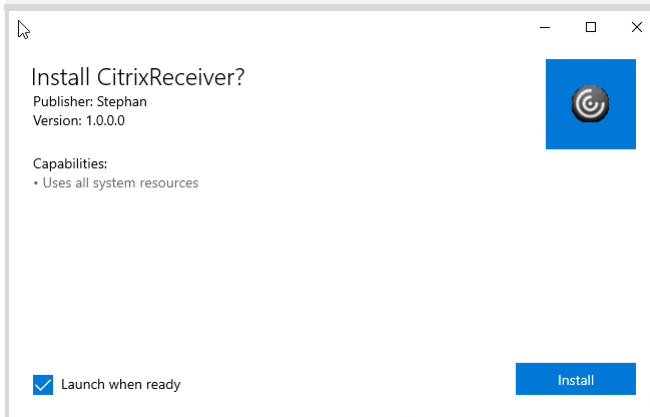 Install CitrixReceiver?
Publisher: Stephan
Version: 1.0.0.0
Capabilities:
• Uses all system resources
Launch when ready
Install